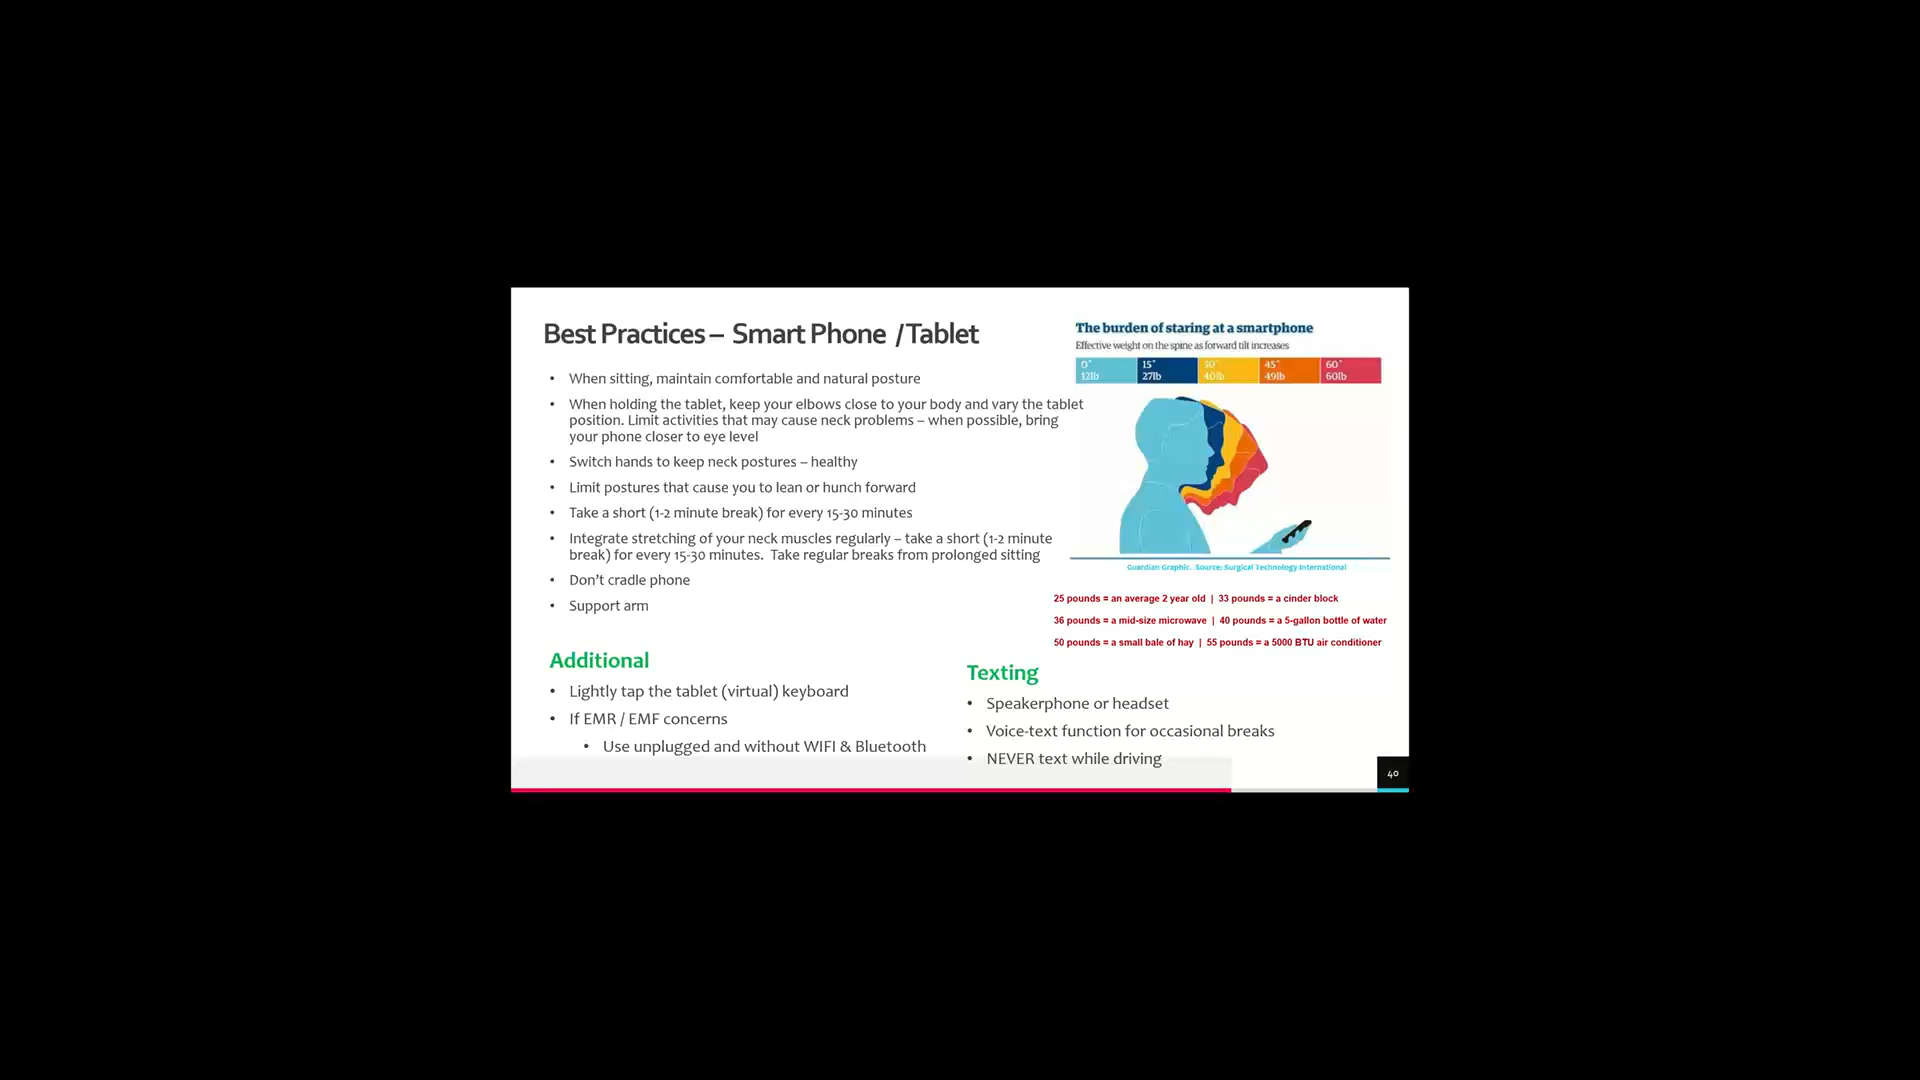 Best Practices – Smart Phone / Tablet
• When sitting, maintain comfortable and natural posture
• When holding the tablet, keep your elbows close to your body and vary the tablet
position. Limit activities that may cause neck problems – when possible, bring
your phone closer to eye level
• Switch hands to keep neck postures – healthy
• Limit postures that cause you to lean or hunch forward
• Take a short (1-2 minute break) for every 15-30 minutes
• Integrate stretching of your neck muscles regularly – take a short (1-2 minute
break) for every 15-30 minutes. Take regular breaks from prolonged sitting
• Don't cradle phone
• Support arm
The burden of staring at a smartphone
Effective weight on the spine as forward tilt increases
0° 15° 30° 45° 60°
12lb 27lb 40lb 49lb 60lb
Guardian Graphic. Source: Surgical Technology International
25 pounds = an average 2 year old | 33 pounds = a cinder block
36 pounds = a mid-size microwave | 40 pounds = a 5-gallon bottle of water
50 pounds = a small bale of hay | 55 pounds = a 5000 BTU air conditioner
Additional
• Lightly tap the tablet (virtual) keyboard
• If EMR / EMF concerns
• Use unplugged and without WIFI & Bluetooth
Texting
• Speakerphone or headset
• Voice-text function for occasional breaks
• NEVER text while driving
40